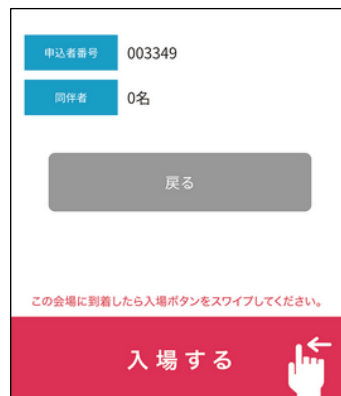 申込者番号 003349
同伴者 0名
戻る
この会場に到着したら入場ボタンをスワイプしてください。
入場する